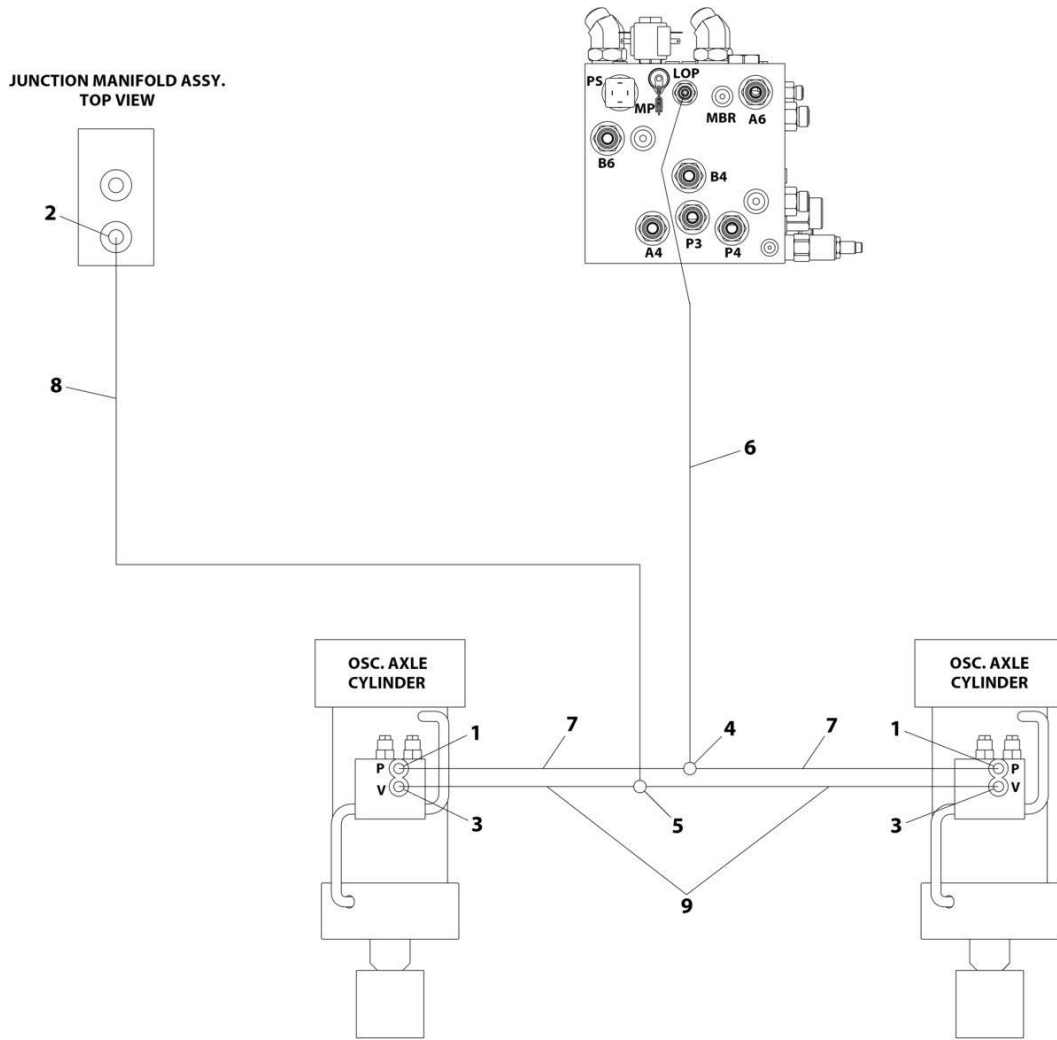 JUNCTION MANIFOLD ASSY.
TOP VIEW
2
8
PS
MP
LOP
MBR
A6
B6
B4
A4
P3
P4
6
OSC. AXLE
CYLINDER
OSC. AXLE
CYLINDER
1
7
4
7
1
P
P
V
V
3
5
3
9